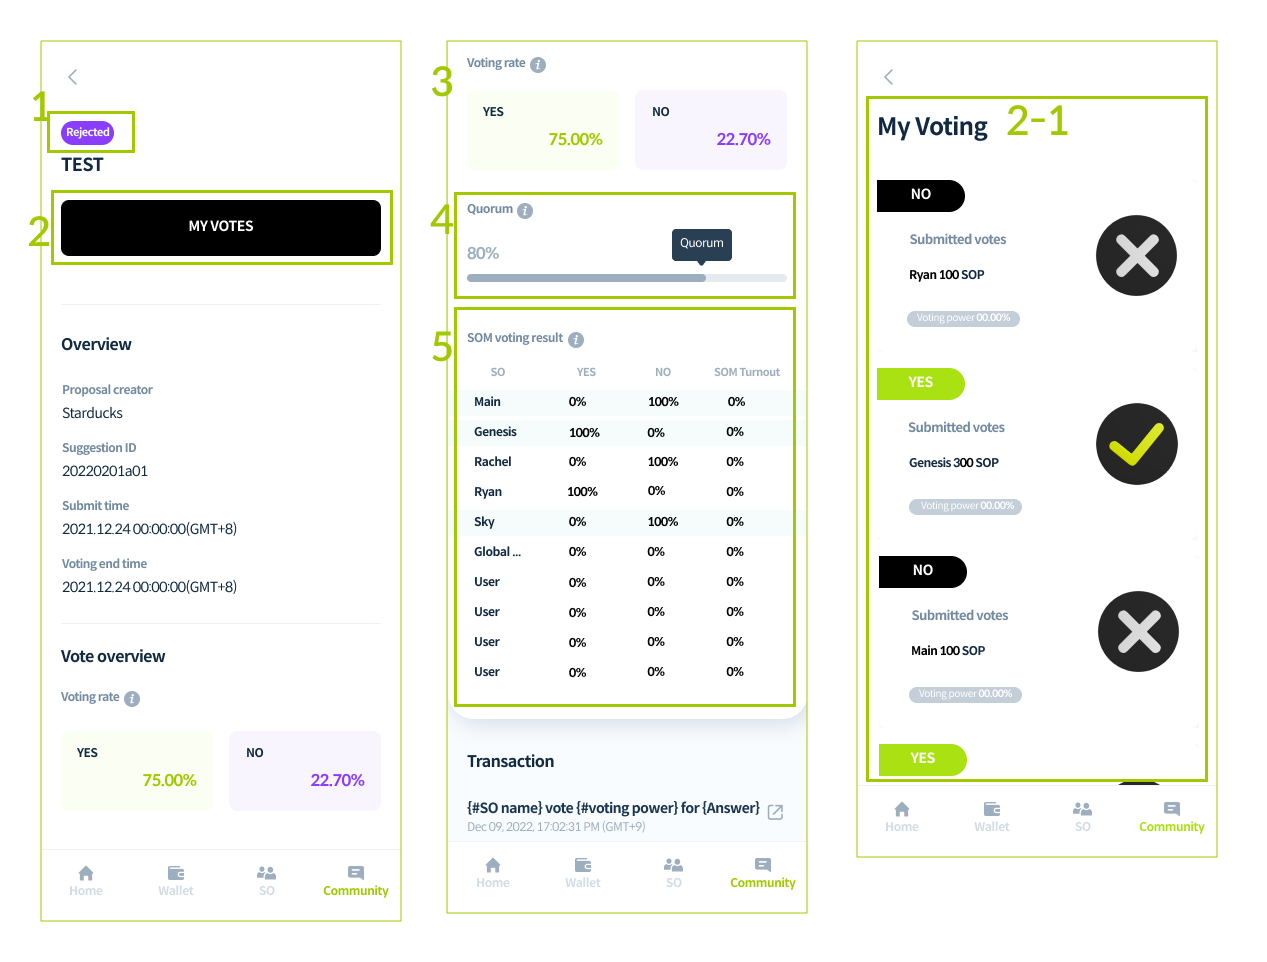 1
Rejected
TEST
2
MY VOTES
Overview
Proposal creator
Starducks
Suggestion ID
20220201a01
Submit time
2021.12.24 00:00:00(GMT+8)
Voting end time
2021.12.24 00:00:00(GMT+8)
Vote overview
Voting rate i
YES
75.00%
NO
22.70%
Home Wallet SO Community
3
Voting rate i
YES
75.00%
NO
22.70%
4
Quorum i
80%
Quorum
5
SOM voting result i
SO YES NO SOM Turnout
Main 0% 100% 0%
Genesis 100% 0% 0%
Rachel 0% 100% 0%
Ryan 100% 0% 0%
Sky 0% 100% 0%
Global ... 0% 0% 0%
User 0% 0% 0%
User 0% 0% 0%
User 0% 0% 0%
User 0% 0% 0%
Transaction
{#SO name} vote {#voting power} for {Answer}
Dec 09, 2022, 17:02:31 PM (GMT+9)
Home Wallet SO Community
My Voting 2-1
NO
Submitted votes
Ryan 100 SOP
Voting power 00.00%
YES
Submitted votes
Genesis 300 SOP
Voting power 00.00%
NO
Submitted votes
Main 100 SOP
Voting power 00.00%
YES
Home Wallet SO Community